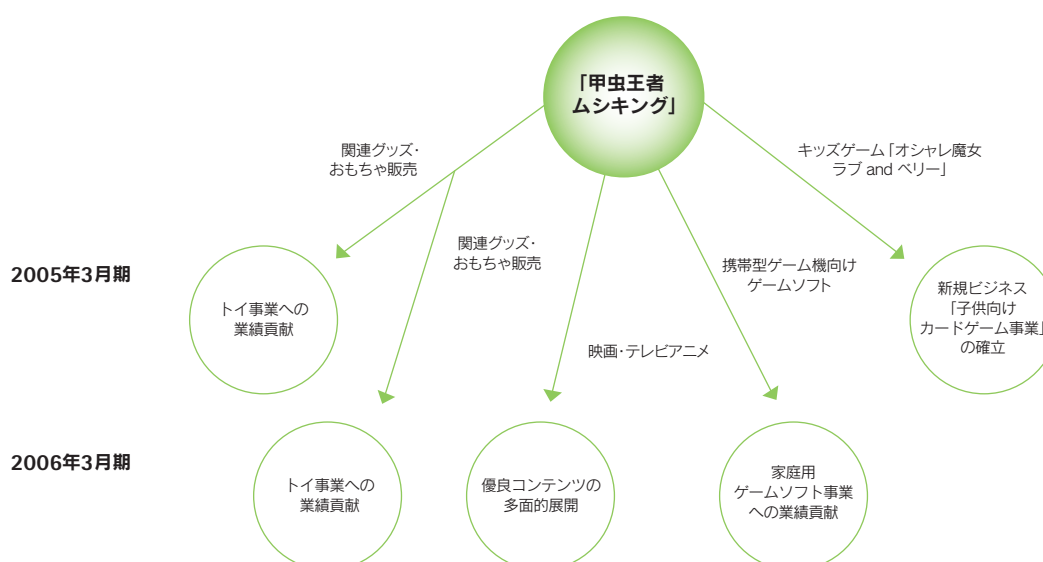 「甲虫王者
ムシキング」
関連グッズ・
おもちゃ販売
キッズゲーム「オシャレ魔女
ラブ and ベリー」
関連グッズ・
おもちゃ販売
携帯型ゲーム機向け
ゲームソフト
2005年3月期
トイ事業への
業績貢献
新規ビジネス
「子供向け
カードゲーム事業」
の確立
映画・テレビアニメ
2006年3月期
トイ事業への
業績貢献
優良コンテンツの
多面的展開
家庭用
ゲームソフト事業
への業績貢献